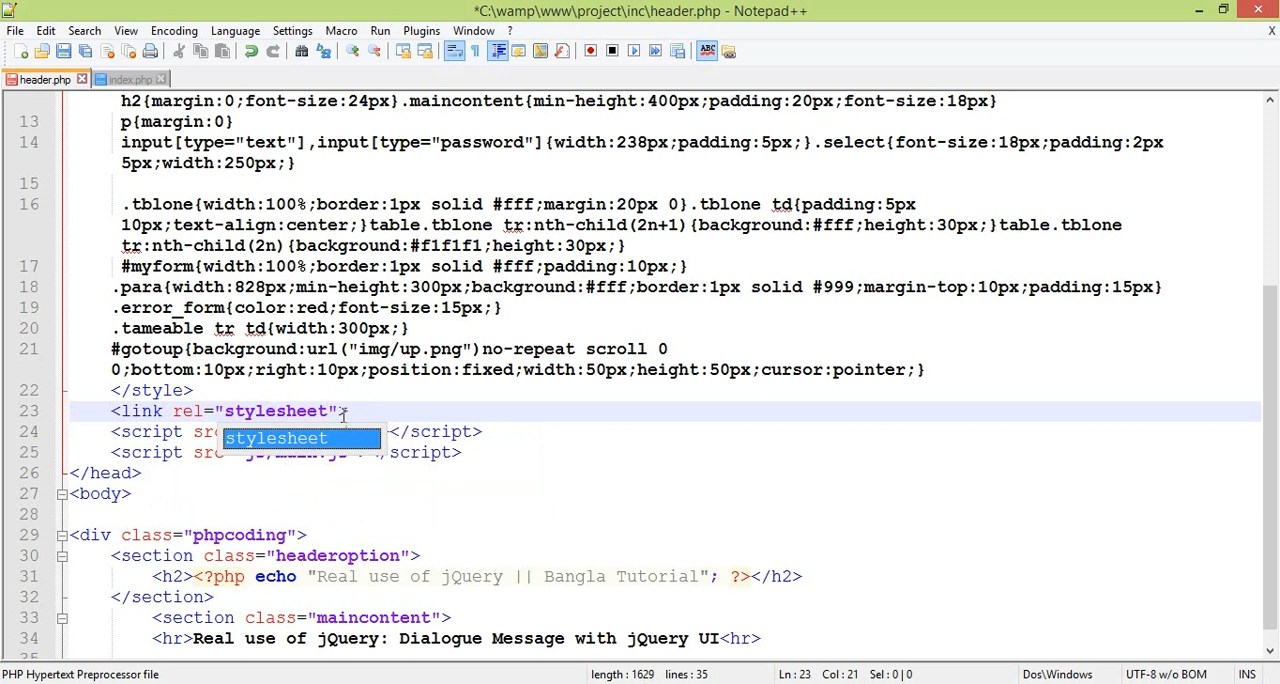 *C:\wamp\www\project\inc\header.php - Notepad++
File Edit Search View Encoding Language Settings Macro Run Plugins Window ? X
ABC
header.php index.php
h2{margin:0;font-size:24px}.maincontent{min-height:400px;padding:20px;font-size:18px}
13 p{margin:0}
14 input[type="text"],input[type="password"]{width:238px;padding:5px;}.select{font-size:18px;padding:2px
5px;width:250px;}
15
16 .tblone{width:100%;border:1px solid #fff;margin:20px 0}.tblone td{padding:5px
10px;text-align:center;}table.tblone tr:nth-child(2n+1){background:#fff;height:30px;}table.tblone
tr:nth-child(2n){background:#f1f1f1;height:30px;}
17 #myform{width:100%;border:1px solid #fff;padding:10px;}
18 .para{width:828px;min-height:300px;background:#fff;border:1px solid #999;margin-top:10px;padding:15px}
19 .error_form{color:red;font-size:15px;}
20 .tameable tr td{width:300px;}
21 #gotoup{background:url("img/up.png")no-repeat scroll 0
0;bottom:10px;right:10px;position:fixed;width:50px;height:50px;cursor:pointer;}
22 </style>
23 <link rel="stylesheet">
24 <script src </script>
stylesheet
25 <script src </script>
26 </head>
27 <body>
28
29 <div class="phpcoding">
30 <section class="headeroption">
31 <h2><?php echo "Real use of jQuery || Bangla Tutorial"; ?></h2>
32 </section>
33 <section class="maincontent">
34 <hr>Real use of jQuery: Dialogue Message with jQuery UI<hr>
35
PHP Hypertext Preprocessor file length : 1629 lines : 35 Ln : 23 Col : 21 Sel : 0 | 0 Dos\Windows UTF-8 w/o BOM INS